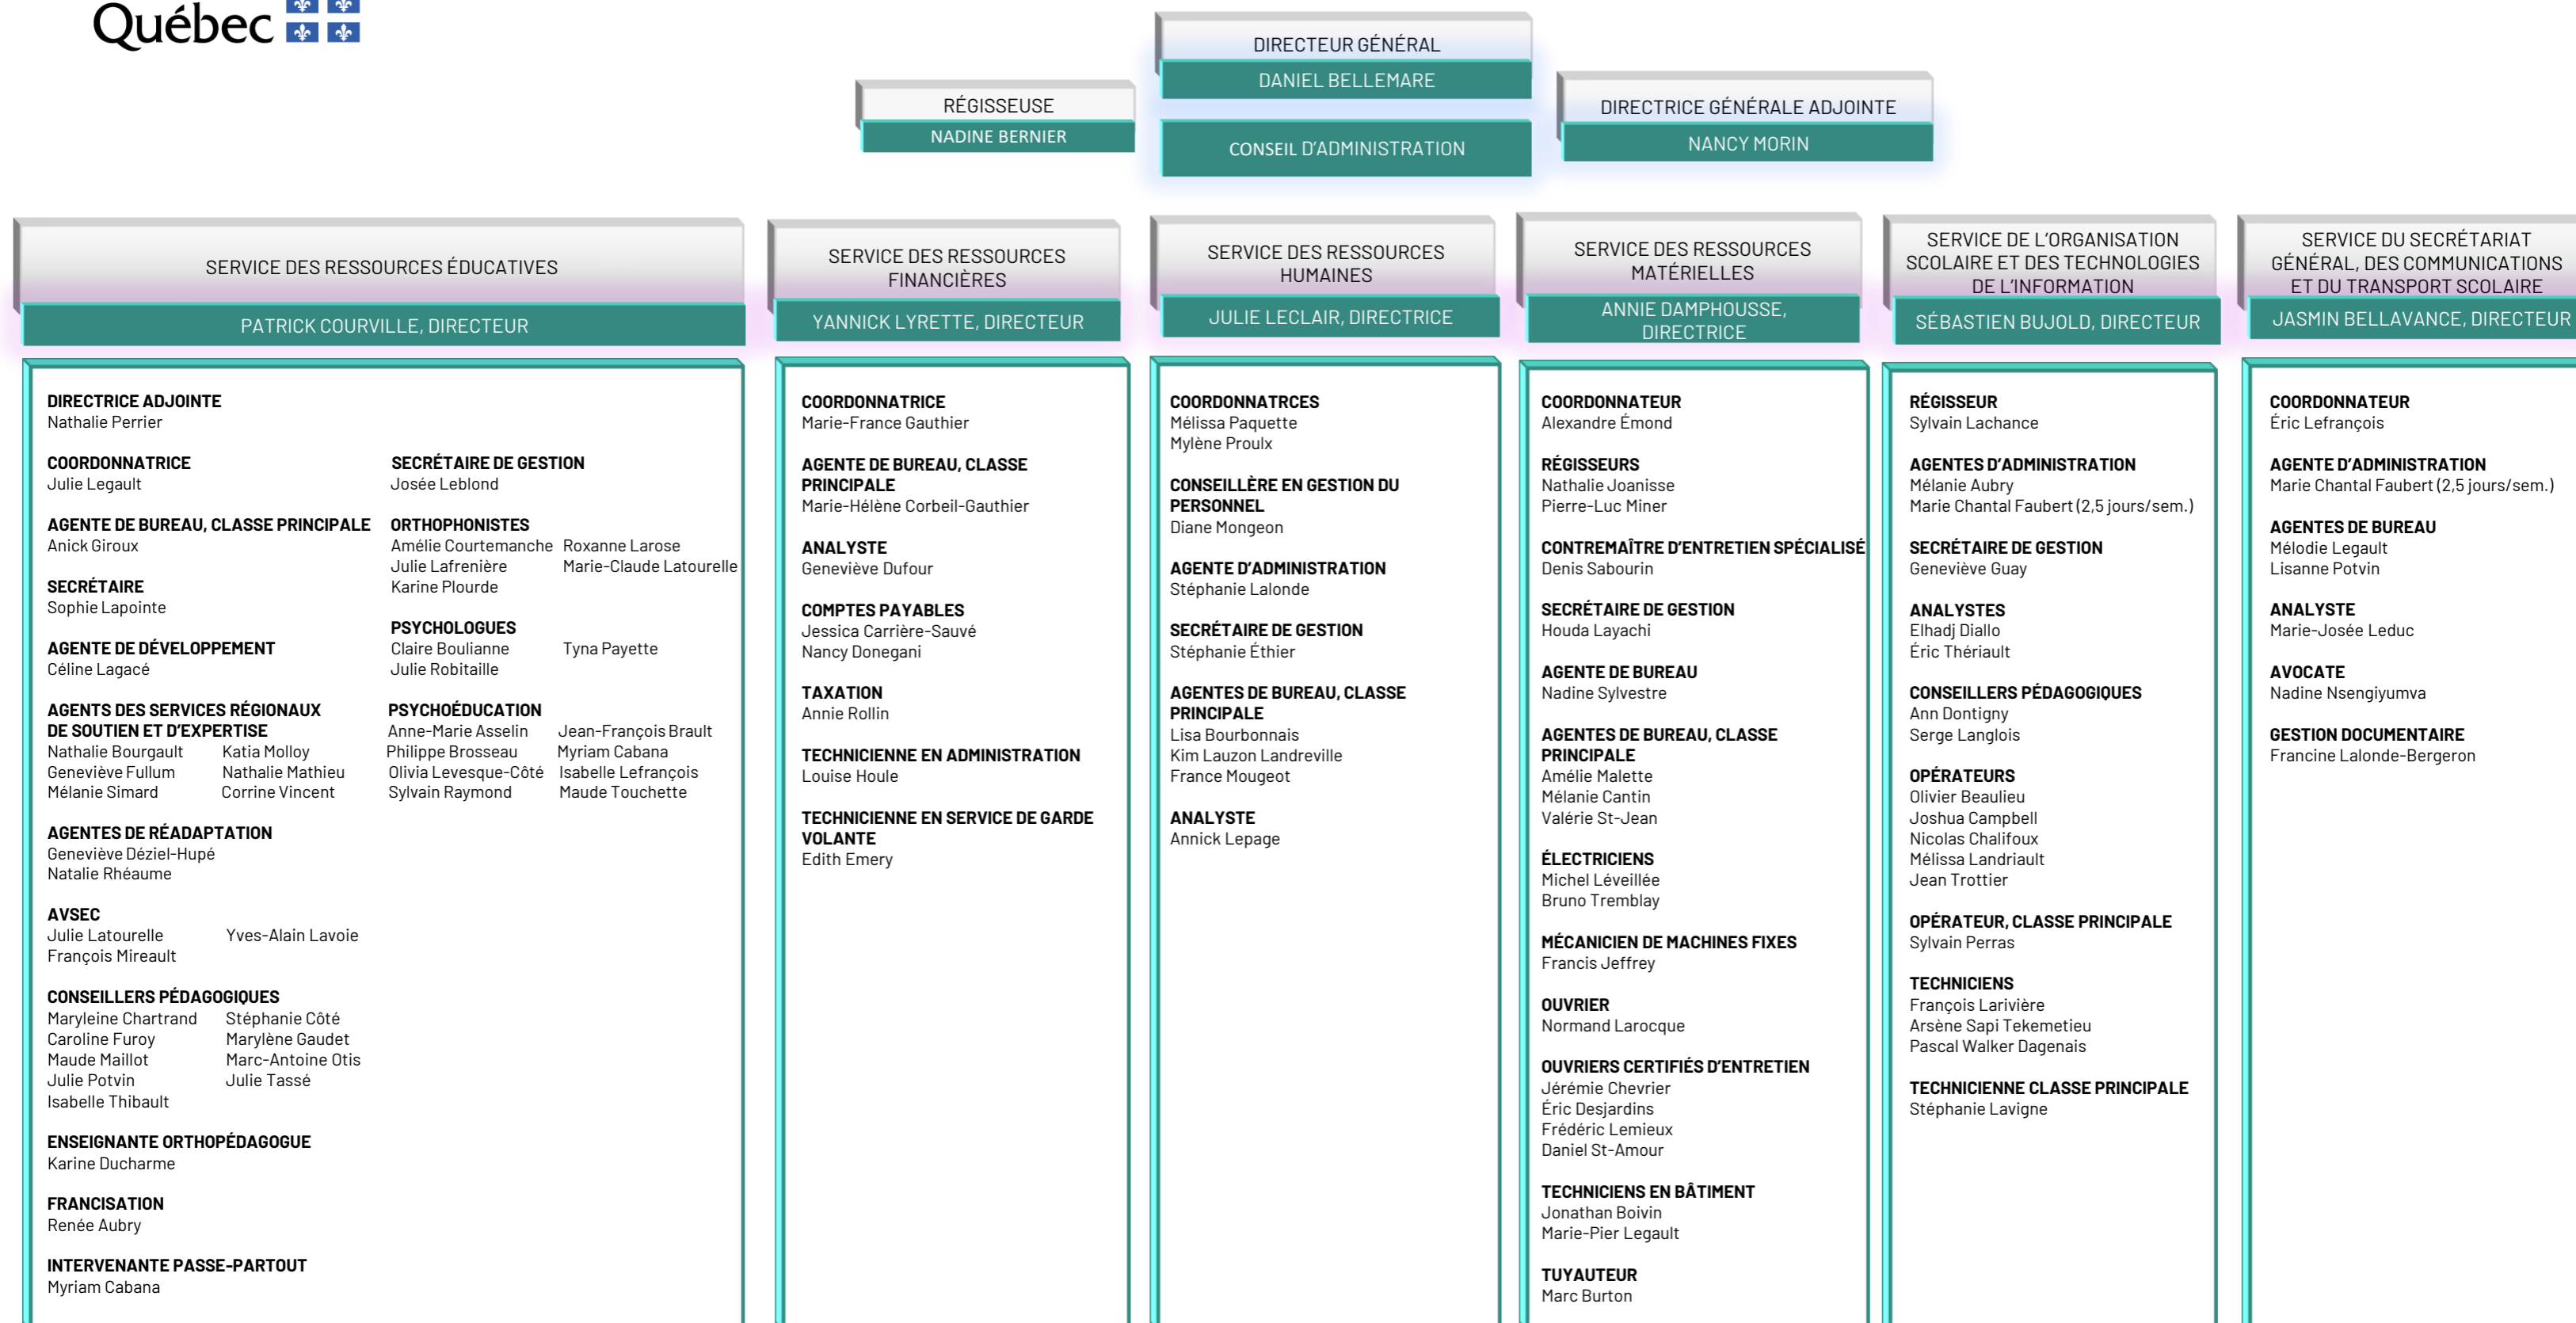 Québec
DIRECTEUR GÉNÉRAL
DANIEL BELLEMARE
RÉGISSEUSE
NADINE BERNIER
CONSEIL D’ADMINISTRATION
DIRECTRICE GÉNÉRALE ADJOINTE
NANCY MORIN
SERVICE DES RESSOURCES ÉDUCATIVES
PATRICK COURVILLE, DIRECTEUR
DIRECTRICE ADJOINTE
Nathalie Perrier
COORDONNATRICE
Julie Legault
AGENTE DE BUREAU, CLASSE PRINCIPALE
Anick Giroux
SECRÉTAIRE
Sophie Lapointe
AGENTE DE DÉVELOPPEMENT
Céline Lagacé
AGENTS DES SERVICES RÉGIONAUX
DE SOUTIEN ET D’EXPERTISE
Nathalie Bourgault Katia Molloy
Geneviève Fullum Nathalie Mathieu
Mélanie Simard Corrine Vincent
AGENTES DE RÉADAPTATION
Geneviève Déziel-Hupé
Natalie Rhéaume
AVSEC
Julie Latourelle Yves-Alain Lavoie
François Mireault
CONSEILLERS PÉDAGOGIQUES
Maryleine Chartrand Stéphanie Côté
Caroline Furoy Marylène Gaudet
Maude Maillot Marc-Antoine Otis
Julie Potvin Julie Tassé
Isabelle Thibault
ENSEIGNANTE ORTHOPÉDAGOGUE
Karine Ducharme
FRANCISATION
Renée Aubry
INTERVENANTE PASSE-PARTOUT
Myriam Cabana
SECRÉTAIRE DE GESTION
Josée Leblond
ORTHOPHONISTES
Amélie Courtemanche Roxanne Larose
Julie Lafrenière Marie-Claude Latourelle
Karine Plourde
PSYCHOLOGUES
Claire Boulianne Tyna Payette
Julie Robitaille
PSYCHOÉDUCATION
Anne-Marie Asselin Jean-François Brault
Philippe Brosseau Myriam Cabana
Olivia Levesque-Côté Isabelle Lefrançois
Sylvain Raymond Maude Touchette
SERVICE DES RESSOURCES
FINANCIÈRES
YANNICK LYRETTE, DIRECTEUR
COORDONNATRICE
Marie-France Gauthier
AGENTE DE BUREAU, CLASSE
PRINCIPALE
Marie-Hélène Corbeil-Gauthier
ANALYSTE
Geneviève Dufour
COMPTES PAYABLES
Jessica Carrière-Sauvé
Nancy Donegani
TAXATION
Annie Rollin
TECHNICIENNE EN ADMINISTRATION
Louise Houle
TECHNICIENNE EN SERVICE DE GARDE
VOLANTE
Edith Emery
SERVICE DES RESSOURCES
HUMAINES
JULIE LECLAIR, DIRECTRICE
COORDONNATRCES
Mélissa Paquette
Mylène Proulx
CONSEILLÈRE EN GESTION DU
PERSONNEL
Diane Mongeon
AGENTE D’ADMINISTRATION
Stéphanie Lalonde
SECRÉTAIRE DE GESTION
Stéphanie Éthier
AGENTES DE BUREAU, CLASSE
PRINCIPALE
Lisa Bourbonnais
Kim Lauzon Landreville
France Mougeot
ANALYSTE
Annick Lepage
SERVICE DES RESSOURCES
MATÉRIELLES
ANNIE DAMPHOUSSE,
DIRECTRICE
COORDONNATEUR
Alexandre Émond
RÉGISSEURS
Nathalie Joanisse
Pierre-Luc Miner
CONTREMAÎTRE D’ENTRETIEN SPÉCIALISÉ
Denis Sabourin
SECRÉTAIRE DE GESTION
Houda Layachi
AGENTE DE BUREAU
Nadine Sylvestre
AGENTES DE BUREAU, CLASSE
PRINCIPALE
Amélie Malette
Mélanie Cantin
Valérie St-Jean
ÉLECTRICIENS
Michel Léveillée
Bruno Tremblay
MÉCANICIEN DE MACHINES FIXES
Francis Jeffrey
OUVRIER
Normand Larocque
OUVRIERS CERTIFIÉS D’ENTRETIEN
Jérémie Chevrier
Éric Desjardins
Frédéric Lemieux
Daniel St-Amour
TECHNICIENS EN BÂTIMENT
Jonathan Boivin
Marie-Pier Legault
TUYAUTEUR
Marc Burton
SERVICE DE L’ORGANISATION
SCOLAIRE ET DES TECHNOLOGIES
DE L’INFORMATION
SÉBASTIEN BUJOLD, DIRECTEUR
RÉGISSEUR
Sylvain Lachance
AGENTES D’ADMINISTRATION
Mélanie Aubry
Marie Chantal Faubert (2,5 jours/sem.)
SECRÉTAIRE DE GESTION
Geneviève Guay
ANALYSTES
Elhadj Diallo
Éric Thériault
CONSEILLERS PÉDAGOGIQUES
Ann Dontigny
Serge Langlois
OPÉRATEURS
Olivier Beaulieu
Joshua Campbell
Nicolas Chalifoux
Mélissa Landriault
Jean Trottier
OPÉRATEUR, CLASSE PRINCIPALE
Sylvain Perras
TECHNICIENS
François Larivière
Arsène Sapi Tekemetieu
Pascal Walker Dagenais
TECHNICIENNE CLASSE PRINCIPALE
Stéphanie Lavigne
SERVICE DU SECRÉTARIAT
GÉNÉRAL, DES COMMUNICATIONS
ET DU TRANSPORT SCOLAIRE
JASMIN BELLAVANCE, DIRECTEUR
COORDONNATEUR
Éric Lefrançois
AGENTE D’ADMINISTRATION
Marie Chantal Faubert (2,5 jours/sem.)
AGENTES DE BUREAU
Mélodie Legault
Lisanne Potvin
ANALYSTE
Marie-Josée Leduc
AVOCATE
Nadine Nsengiyumva
GESTION DOCUMENTAIRE
Francine Lalonde-Bergeron